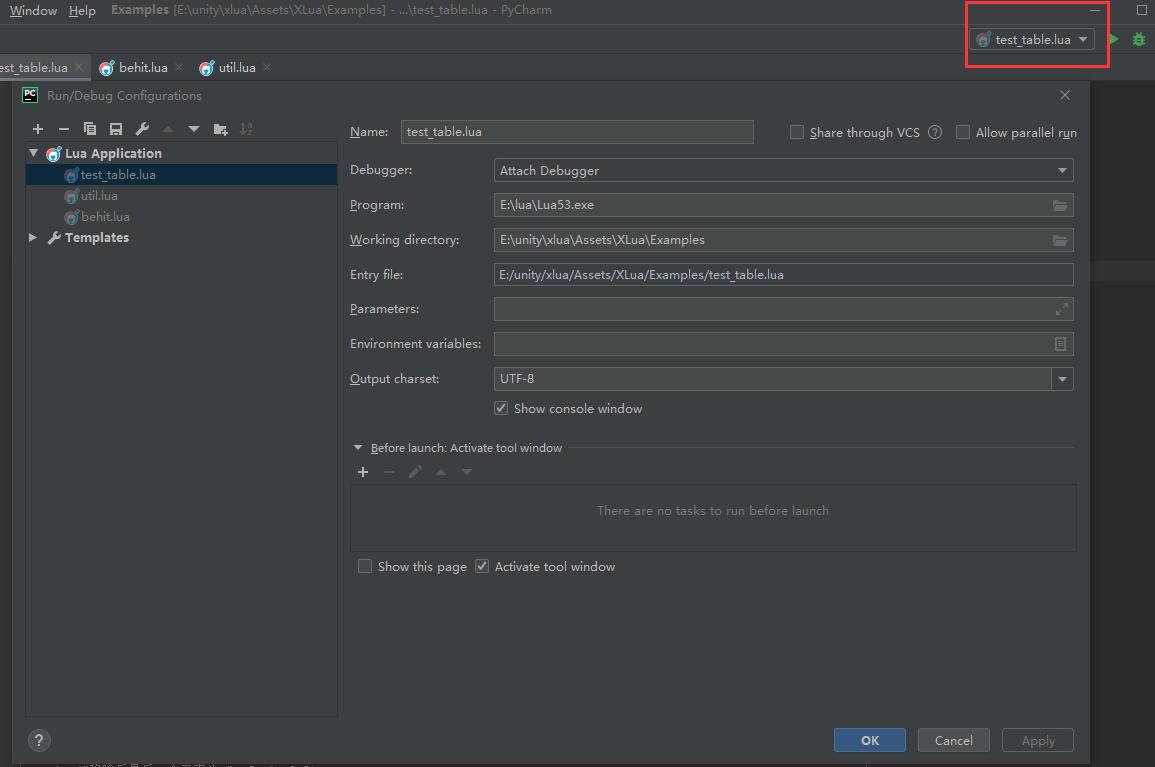 Window Help Examples [E:\unity\xlua\Assets\XLua\Examples] - ...\test_table.lua - PyCharm
test_table.lua
est_table.lua behit.lua util.lua
PC Run/Debug Configurations
Name: test_table.lua Share through VCS ? Allow parallel run
Lua Application
test_table.lua
util.lua
behit.lua
Templates
Debugger: Attach Debugger
Program: E:\lua\Lua53.exe
Working directory: E:\unity\xlua\Assets\XLua\Examples
Entry file: E:/unity/xlua/Assets/XLua/Examples/test_table.lua
Parameters:
Environment variables:
Output charset: UTF-8
Show console window
Before launch: Activate tool window
There are no tasks to run before launch
Show this page Activate tool window
? OK Cancel Apply